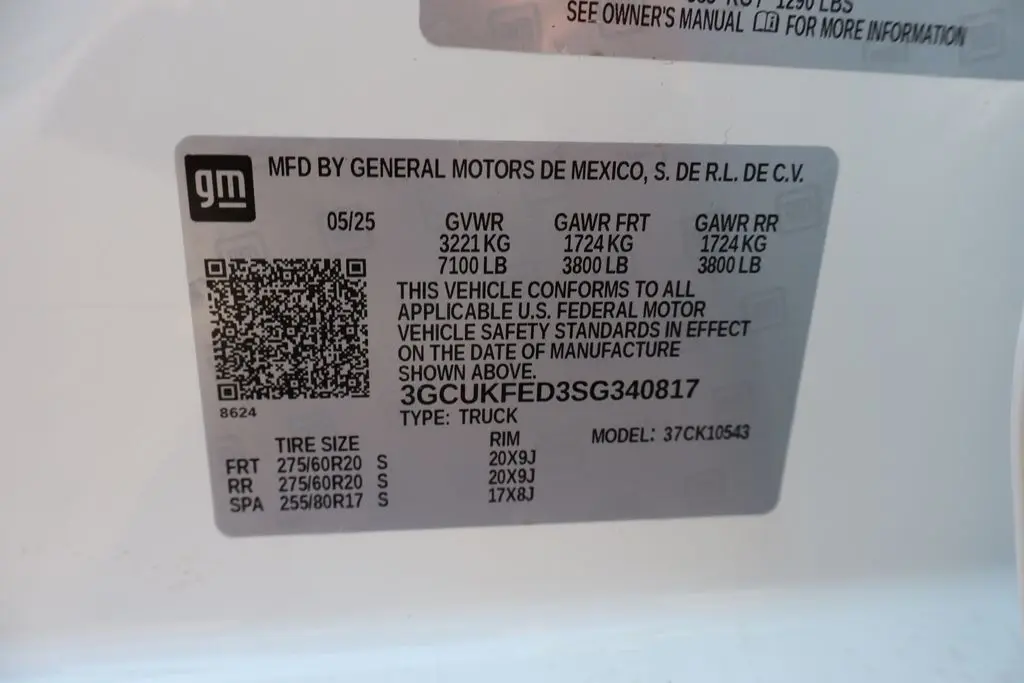 1290 LBS
SEE OWNER'S MANUAL FOR MORE INFORMATION
gm
MFD BY GENERAL MOTORS DE MEXICO, S. DE R.L. DE C.V.
05/25 GVWR GAWR FRT GAWR RR
3221 KG 1724 KG 1724 KG
7100 LB 3800 LB 3800 LB
THIS VEHICLE CONFORMS TO ALL
APPLICABLE U.S. FEDERAL MOTOR
VEHICLE SAFETY STANDARDS IN EFFECT
ON THE DATE OF MANUFACTURE
SHOWN ABOVE.
3GCUKFED3SG340817
8624
TYPE: TRUCK
MODEL: 37CK10543
TIRE SIZE RIM
FRT 275/60R20 S 20X9J
RR 275/60R20 S 20X9J
SPA 255/80R17 S 17X8J